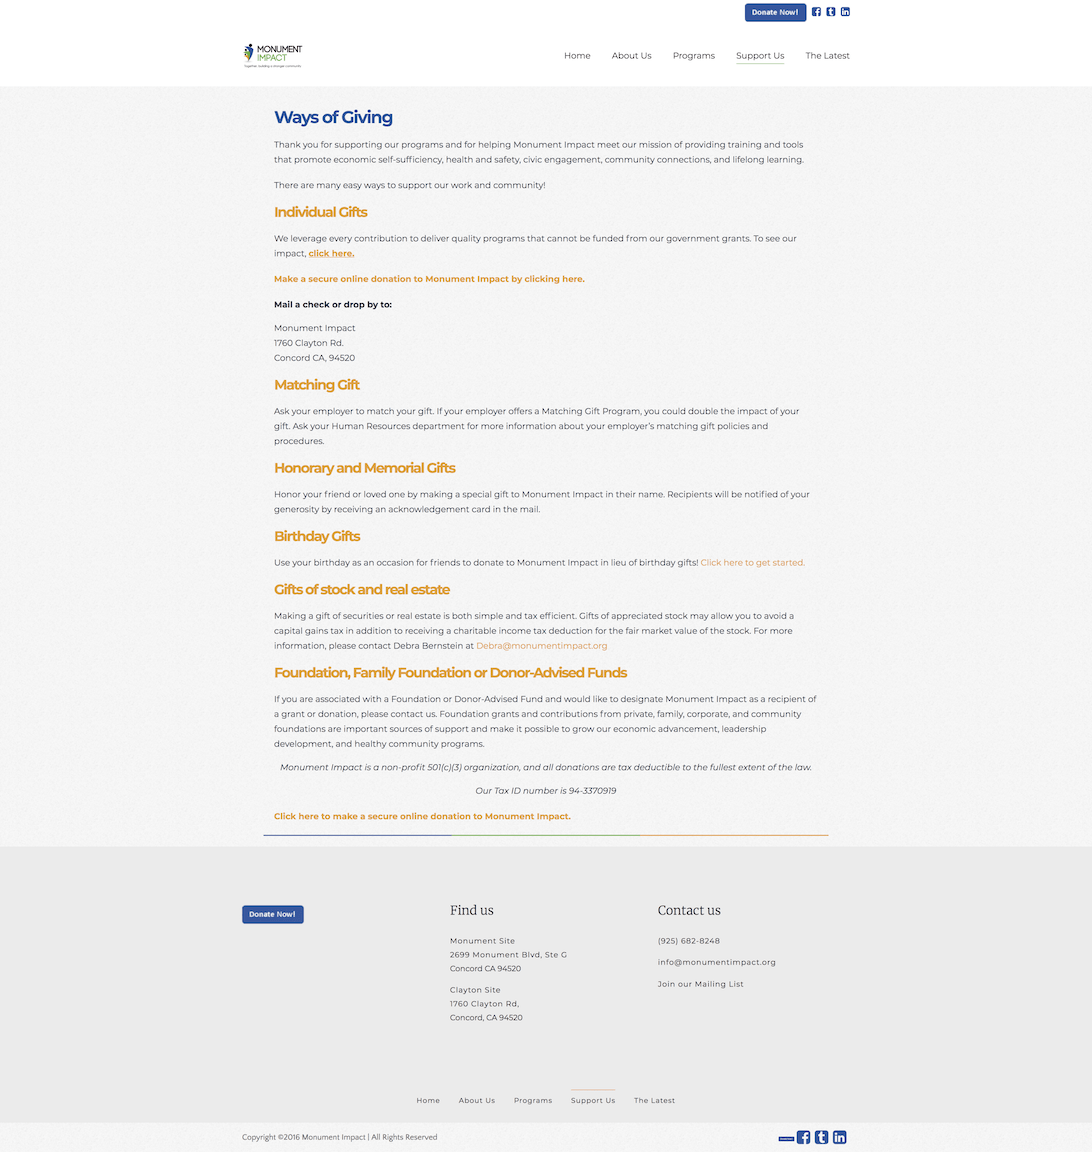 Donate Now!
MONUMENT
IMPACT
Together building a stronger community
Home About Us Programs Support Us The Latest
Ways of Giving
Thank you for supporting our programs and for helping Monument Impact meet our mission of providing training and tools
that promote economic self-sufficiency, health and safety, civic engagement, community connections, and lifelong learning.
There are many easy ways to support our work and community!
Individual Gifts
We leverage every contribution to deliver quality programs that cannot be funded from our government grants. To see our
impact, click here.
Make a secure online donation to Monument Impact by clicking here.
Mail a check or drop by to:
Monument Impact
1760 Clayton Rd.
Concord CA, 94520
Matching Gift
Ask your employer to match your gift. If your employer offers a Matching Gift Program, you could double the impact of your
gift. Ask your Human Resources department for more information about your employer's matching gift policies and
procedures.
Honorary and Memorial Gifts
Honor your friend or loved one by making a special gift to Monument Impact in their name. Recipients will be notified of your
generosity by receiving an acknowledgement card in the mail.
Birthday Gifts
Use your birthday as an occasion for friends to donate to Monument Impact in lieu of birthday gifts! Click here to get started.
Gifts of stock and real estate
Making a gift of securities or real estate is both simple and tax efficient. Gifts of appreciated stock may allow you to avoid a
capital gains tax in addition to receiving a charitable income tax deduction for the fair market value of the stock. For more
information, please contact Debra Bernstein at Debra@monumentimpact.org
Foundation, Family Foundation or Donor-Advised Funds
If you are associated with a Foundation or Donor-Advised Fund and would like to designate Monument Impact as a recipient of
a grant or donation, please contact us. Foundation grants and contributions from private, family, corporate, and community
foundations are important sources of support and make it possible to grow our economic advancement, leadership
development, and healthy community programs.
Monument Impact is a non-profit 501(c)(3) organization, and all donations are tax deductible to the fullest extent of the law.
Our Tax ID number is 94-3370919
Click here to make a secure online donation to Monument Impact.
Donate Now!
Find us
Monument Site
2699 Monument Blvd, Ste G
Concord CA 94520
Clayton Site
1760 Clayton Rd,
Concord, CA 94520
Contact us
(925) 682-8248
info@monumentimpact.org
Join our Mailing List
Home About Us Programs Support Us The Latest
Copyright ©2016 Monument Impact | All Rights Reserved